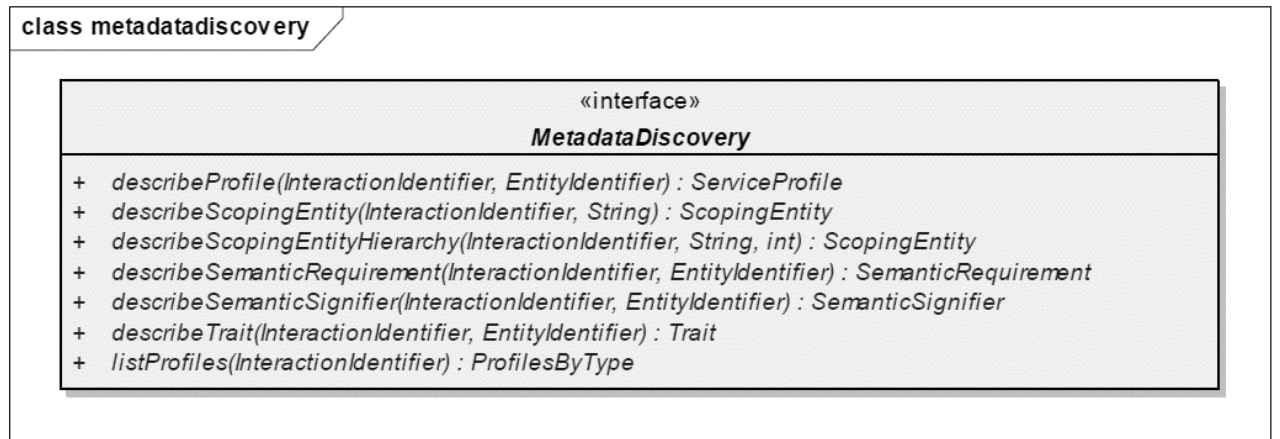 class metadatadiscovery
«interface»
MetadataDiscovery
+ describeProfile(InteractionIdentifier, EntityIdentifier) : ServiceProfile
+ describeScopingEntity(InteractionIdentifier, String) : ScopingEntity
+ describeScopingEntityHierarchy(InteractionIdentifier, String, int) : ScopingEntity
+ describeSemanticRequirement(InteractionIdentifier, EntityIdentifier) : SemanticRequirement
+ describeSemanticSignifier(InteractionIdentifier, EntityIdentifier) : SemanticSignifier
+ describeTrait(InteractionIdentifier, EntityIdentifier) : Trait
+ listProfiles(InteractionIdentifier) : ProfilesByType